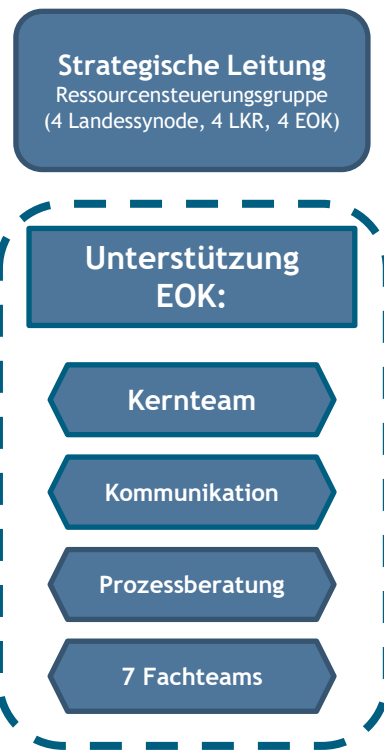 Strategische Leitung
Ressourcensteuerungsgruppe
(4 Landessynode, 4 LKR, 4 EOK)
Unterstützung
EOK:
Kernteam
Kommunikation
Prozessberatung
7 Fachteams